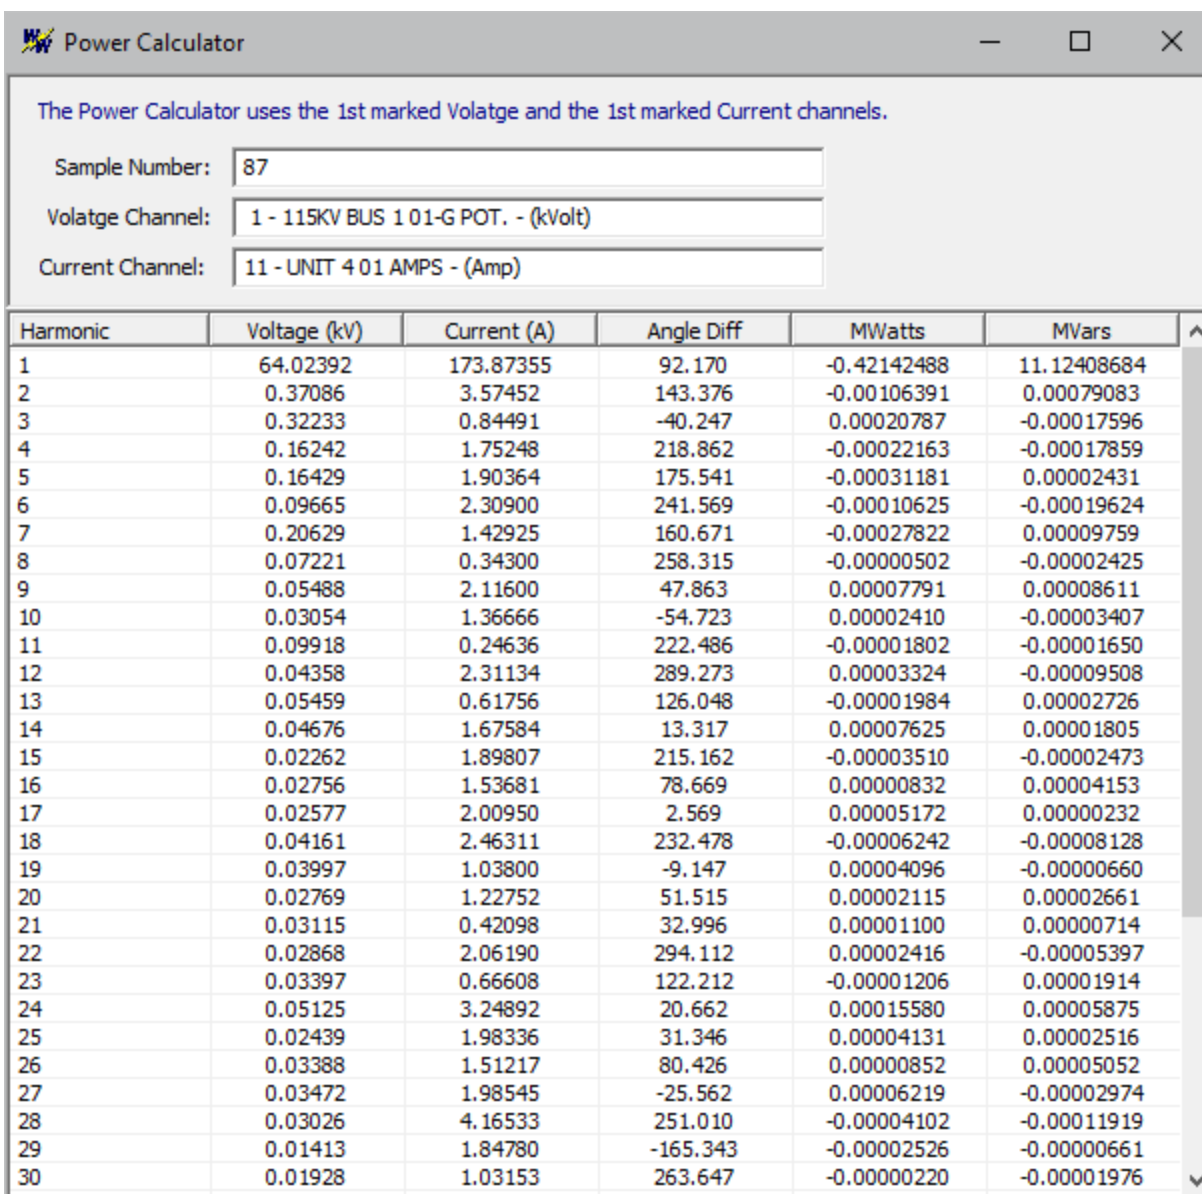 Power Calculator
The Power Calculator uses the 1st marked Volatge and the 1st marked Current channels.
Sample Number: 87
Volatge Channel: 1 - 115KV BUS 1 01-G POT. - (kVolt)
Current Channel: 11 - UNIT 4 01 AMPS - (Amp)
Harmonic Voltage (kV) Current (A) Angle Diff MWatts MVars
1 64.02392 173.87355 92.170 -0.42142488 11.12408684
2 0.37086 3.57452 143.376 -0.00106391 0.00079083
3 0.32233 0.84491 -40.247 0.00020787 -0.00017596
4 0.16242 1.75248 218.862 -0.00022163 -0.00017859
5 0.16429 1.90364 175.541 -0.00031181 0.00002431
6 0.09665 2.30900 241.569 -0.00010625 -0.00019624
7 0.20629 1.42925 160.671 -0.00027822 0.00009759
8 0.07221 0.34300 258.315 -0.00000502 -0.00002425
9 0.05488 2.11600 47.863 0.00007791 0.00008611
10 0.03054 1.36666 -54.723 0.00002410 -0.00003407
11 0.09918 0.24636 222.486 -0.00001802 -0.00001650
12 0.04358 2.31134 289.273 0.00003324 -0.00009508
13 0.05459 0.61756 126.048 -0.00001984 0.00002726
14 0.04676 1.67584 13.317 0.00007625 0.00001805
15 0.02262 1.89807 215.162 -0.00003510 -0.00002473
16 0.02756 1.53681 78.669 0.00000832 0.00004153
17 0.02577 2.00950 2.569 0.00005172 0.00000232
18 0.04161 2.46311 232.478 -0.00006242 -0.00008128
19 0.03997 1.03800 -9.147 0.00004096 -0.00000660
20 0.02769 1.22752 51.515 0.00002115 0.00002661
21 0.03115 0.42098 32.996 0.00001100 0.00000714
22 0.02868 2.06190 294.112 0.00002416 -0.00005397
23 0.03397 0.66608 122.212 -0.00001206 0.00001914
24 0.05125 3.24892 20.662 0.00015580 0.00005875
25 0.02439 1.98336 31.346 0.00004131 0.00002516
26 0.03388 1.51217 80.426 0.00000852 0.00005052
27 0.03472 1.98545 -25.562 0.00006219 -0.00002974
28 0.03026 4.16533 251.010 -0.00004102 -0.00011919
29 0.01413 1.84780 -165.343 -0.00002526 -0.00000661
30 0.01928 1.03153 263.647 -0.00000220 -0.00001976